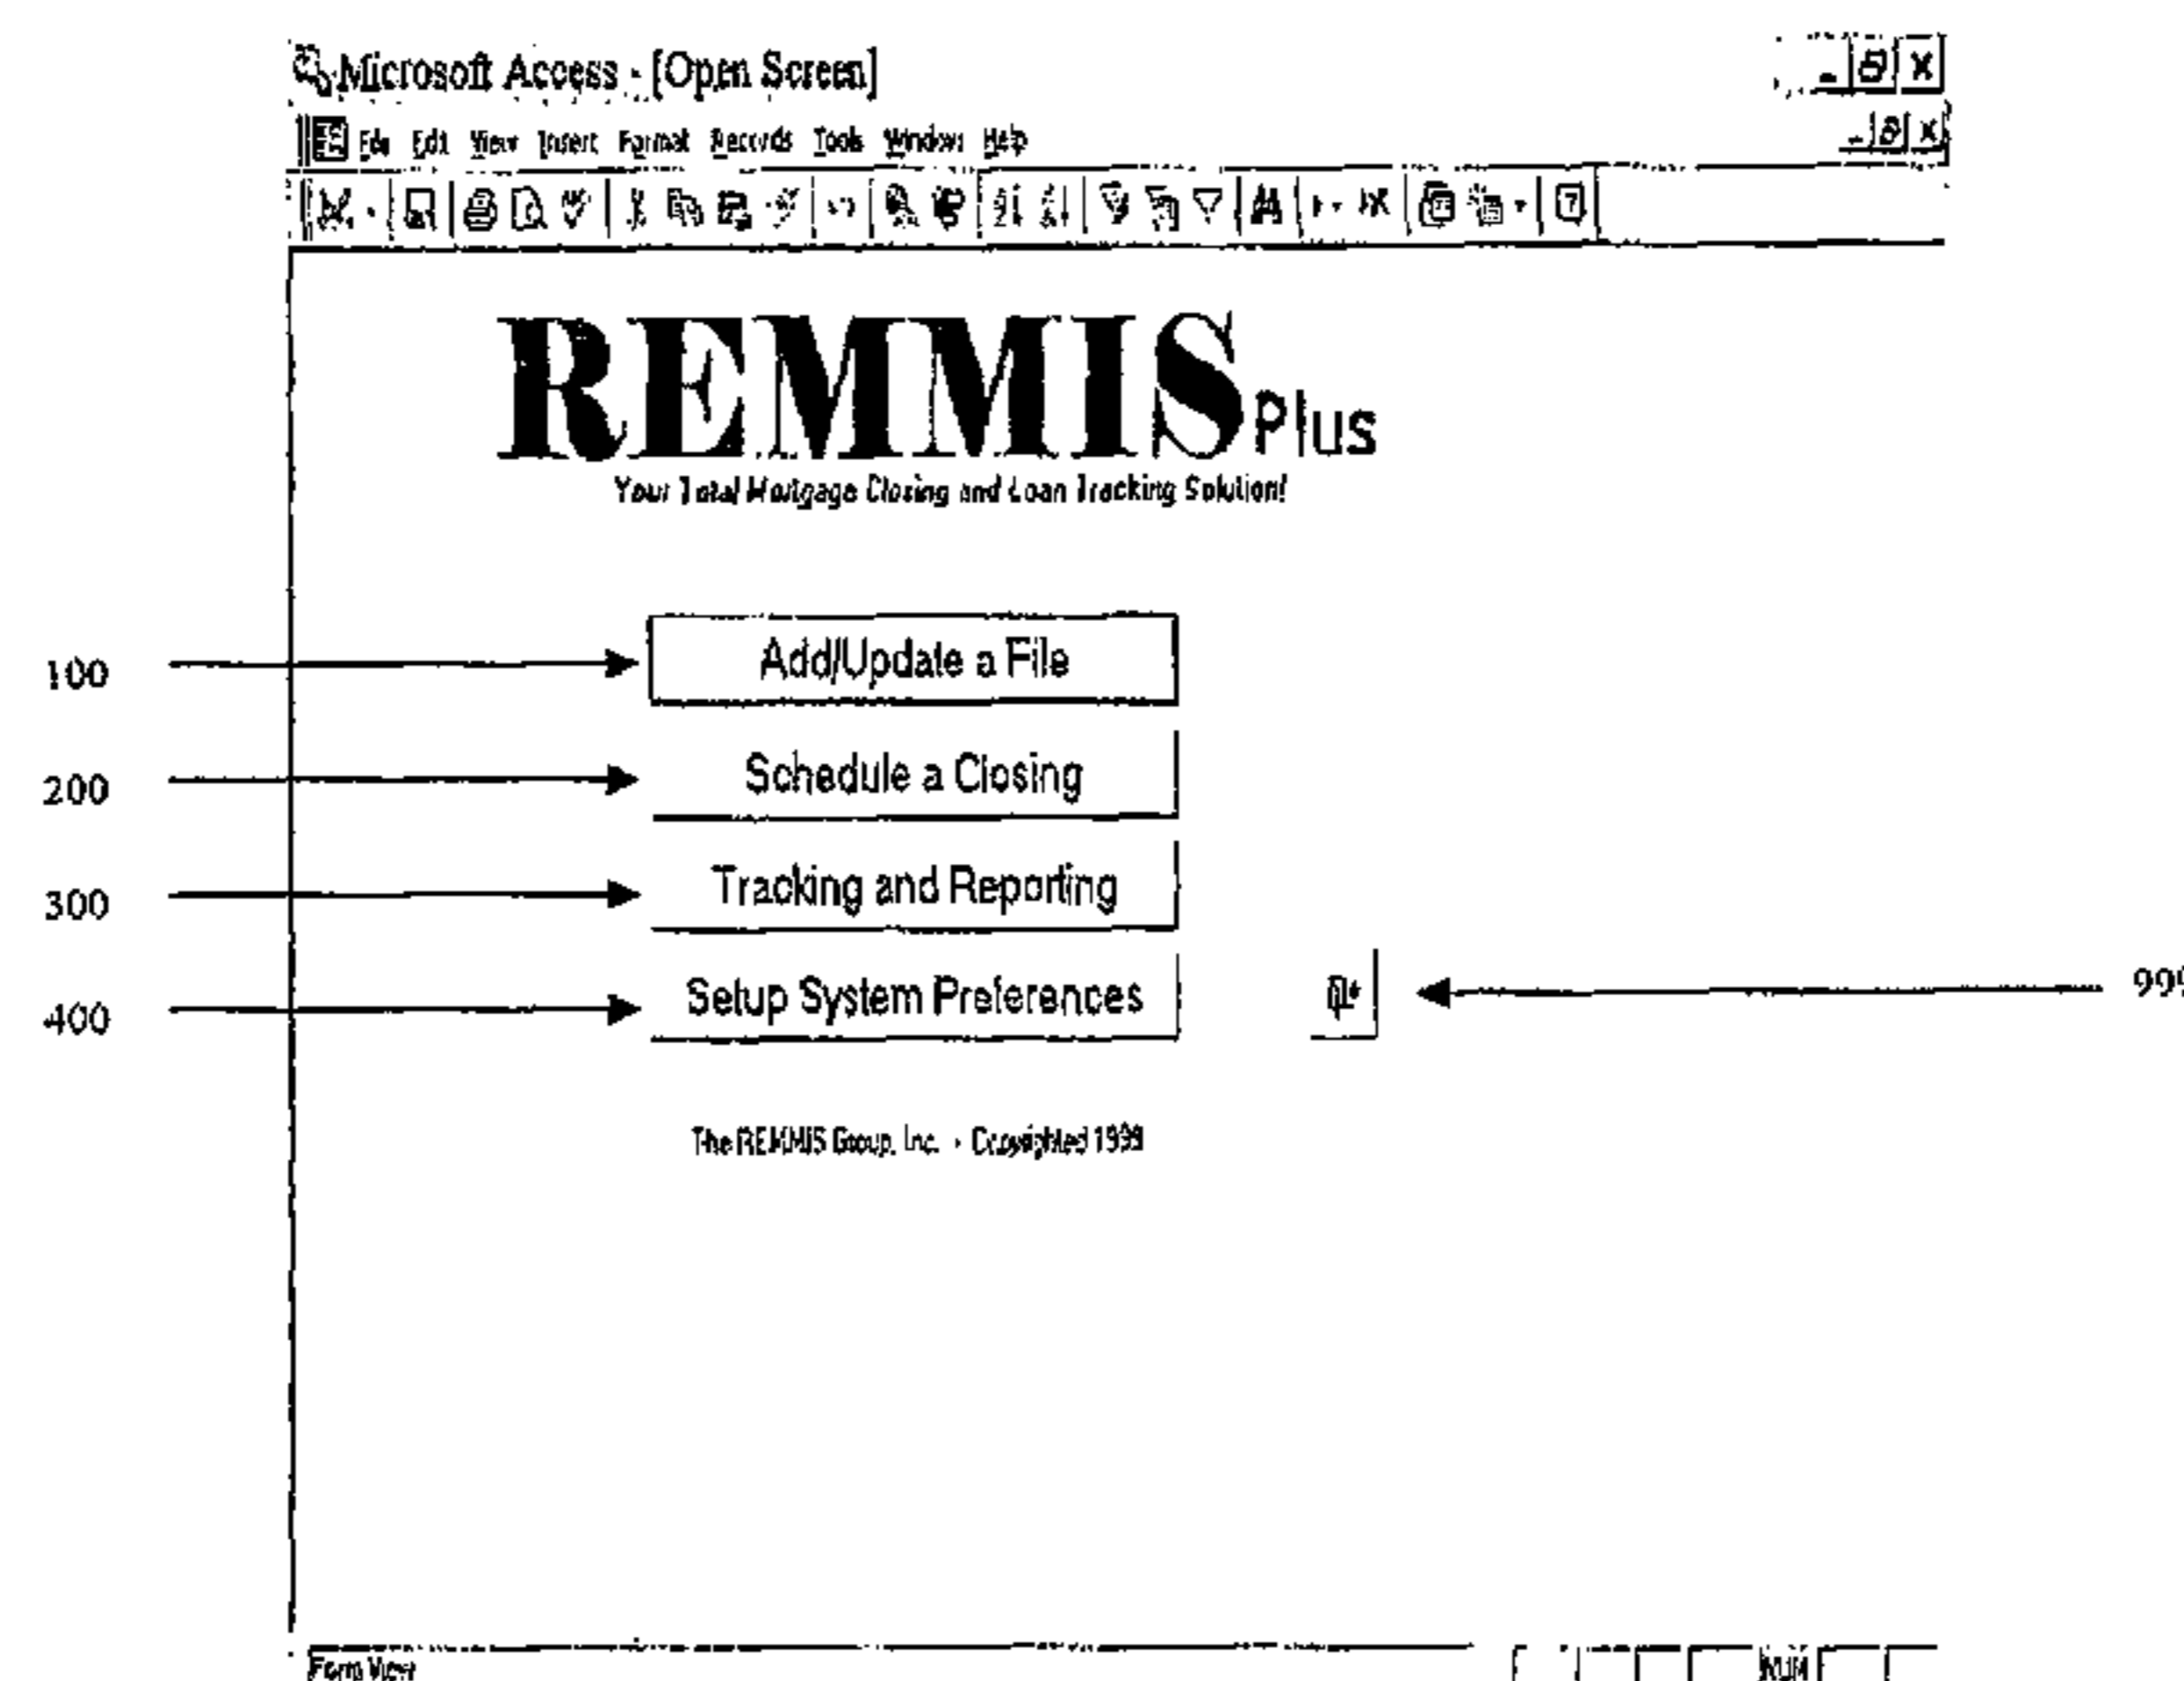 Microsoft Access - [Open Screen]
File Edit View Insert Format Records Tools Window Help
REMMIS Plus
Your Total Mortgage Closing and Loan Tracking Solution!
100 Add/Update a File
200 Schedule a Closing
300 Tracking and Reporting
400 Setup System Preferences 999
The REMMIS Group, Inc. - Copyrighted 1999
Form View NUM